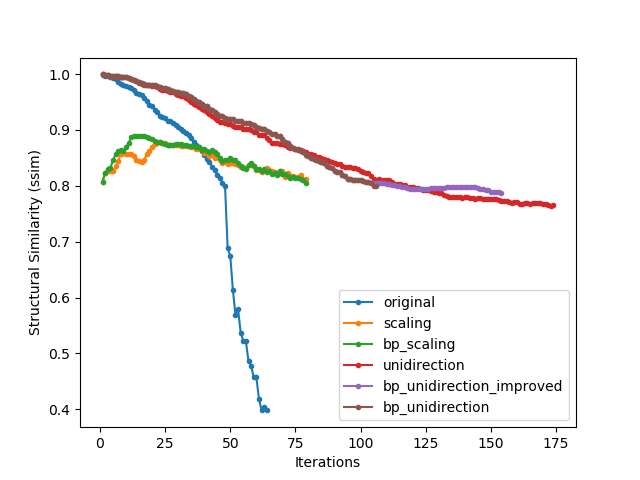 1.0
0.9
0.8
0.7
0.6
0.5
0.4
Structural Similarity (ssim)
original
scaling
bp_scaling
unidirection
bp_unidirection_improved
bp_unidirection
0 25 50 75 100 125 150 175
Iterations